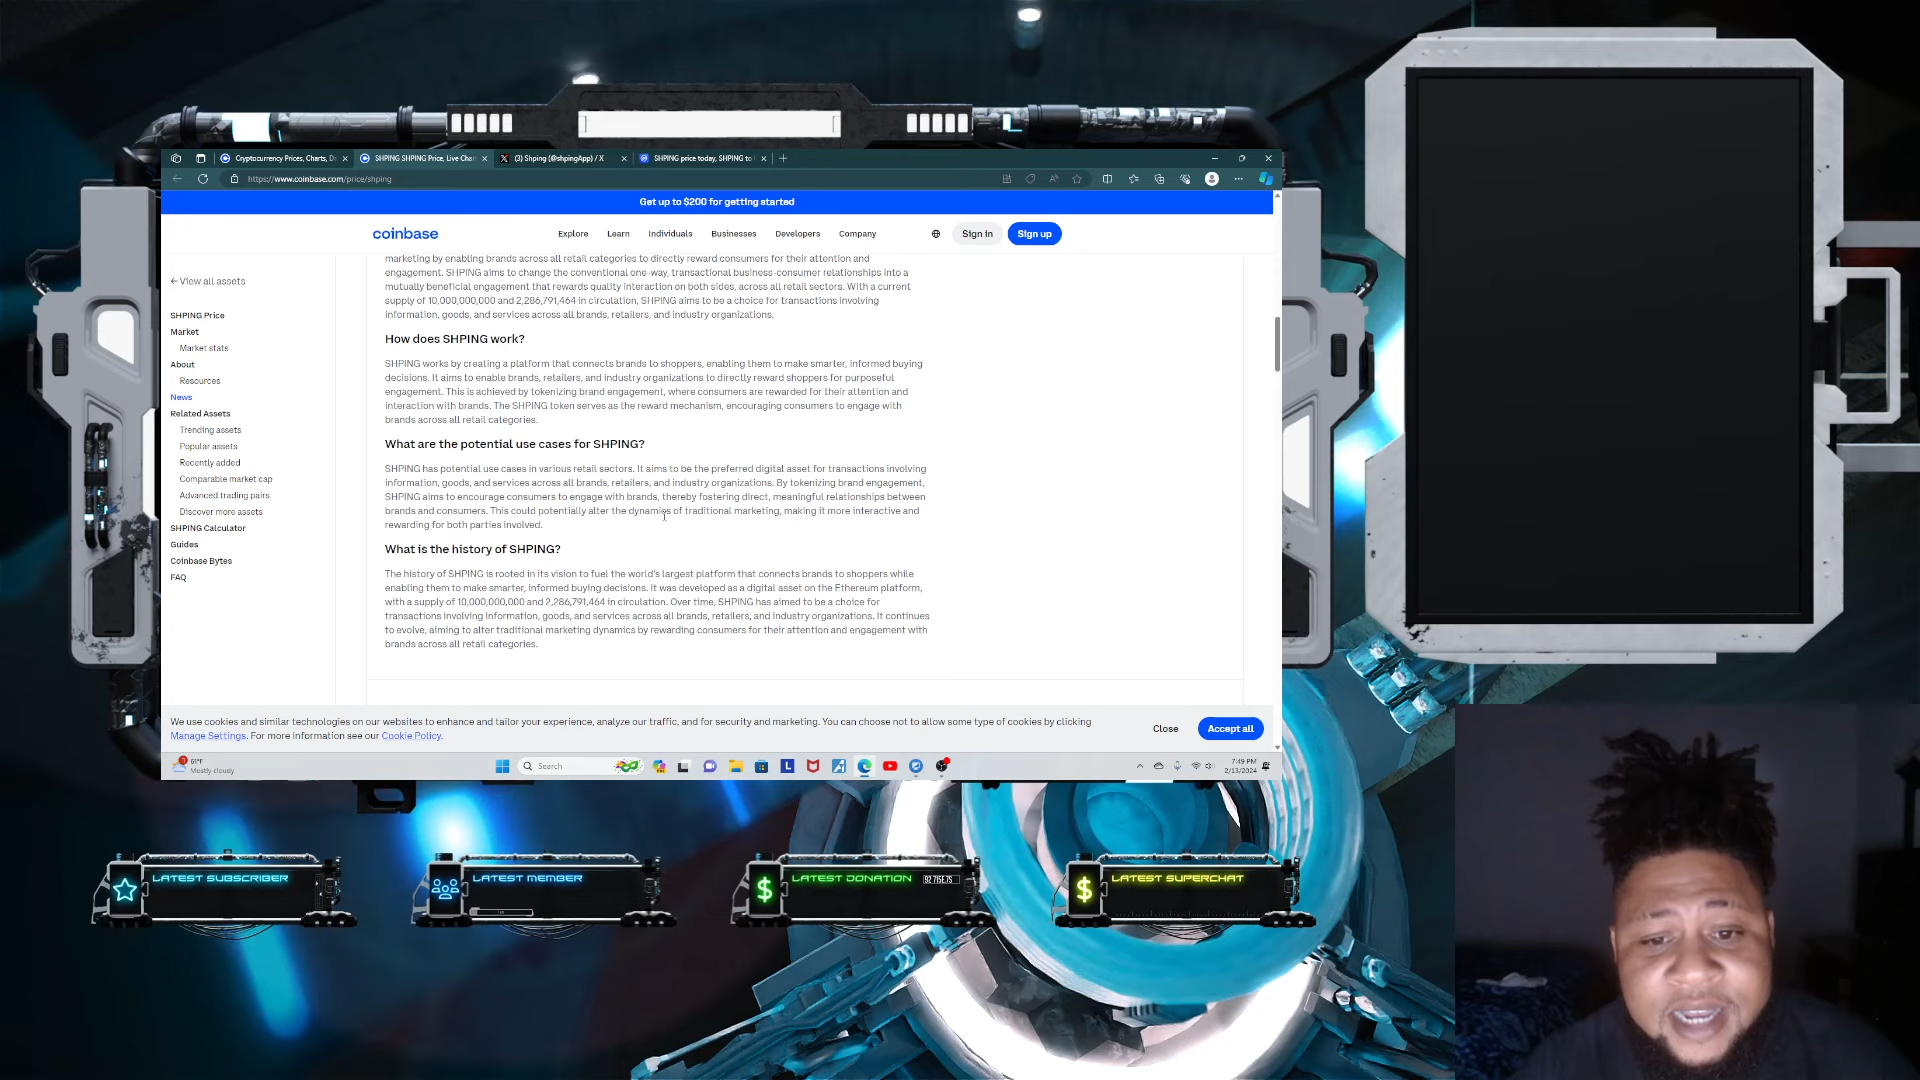 Cryptocurrency Prices, Charts, D
SHPING SHPING Price, Live Char
(3) Shping (@shpingApp) / X
SHPING price today, SHPING to
https://www.coinbase.com/price/shping
Get up to $200 for getting started
coinbase
Explore
Learn
Individuals
Businesses
Developers
Company
Sign in
Sign up
View all assets
SHPING Price
Market
Market stats
About
Resources
News
Related Assets
Trending assets
Popular assets
Recently added
Comparable market cap
Advanced trading pairs
Discover more assets
SHPING Calculator
Guides
Coinbase Bytes
FAQ
marketing by enabling brands across all retail categories to directly reward consumers for their attention and
engagement. SHPING aims to change the conventional one-way, transactional business-consumer relationships into a
mutually beneficial engagement that rewards quality interaction on both sides, across all retail sectors. With a current
supply of 10,000,000,000 and 2,286,791,464 in circulation, SHPING aims to be a choice for transactions involving
information, goods, and services across all brands, retailers, and industry organizations.
How does SHPING work?
SHPING works by creating a platform that connects brands to shoppers, enabling them to make smarter, informed buying
decisions. It aims to enable brands, retailers, and industry organizations to directly reward shoppers for purposeful
engagement. This is achieved by tokenizing brand engagement, where consumers are rewarded for their attention and
interaction with brands. The SHPING token serves as the reward mechanism, encouraging consumers to engage with
brands across all retail categories.
What are the potential use cases for SHPING?
SHPING has potential use cases in various retail sectors. It aims to be the preferred digital asset for transactions involving
information, goods, and services across all brands, retailers, and industry organizations. By tokenizing brand engagement,
SHPING aims to encourage consumers to engage with brands, thereby fostering direct, meaningful relationships between
brands and consumers. This could potentially alter the dynamics of traditional marketing, making it more interactive and
rewarding for both parties involved.
What is the history of SHPING?
The history of SHPING is rooted in its vision to fuel the world's largest platform that connects brands to shoppers while
enabling them to make smarter, informed buying decisions. It was developed as a digital asset on the Ethereum platform,
with a supply of 10,000,000,000 and 2,286,791,464 in circulation. Over time, SHPING has aimed to be a choice for
transactions involving information, goods, and services across all brands, retailers, and industry organizations. It continues
to evolve, aiming to alter traditional marketing dynamics by rewarding consumers for their attention and engagement with
brands across all retail categories.
We use cookies and similar technologies on our websites to enhance and tailor your experience, analyze our traffic, and for security and marketing. You can choose not to allow some type of cookies by clicking
Manage Settings. For more information see our Cookie Policy.
Close
Accept all
61°F
Mostly cloudy
Search
7:49 PM
2/13/2024
LATEST SUBSCRIBER
LATEST MEMBER
LATEST DONATION
LATEST SUPERCHAT